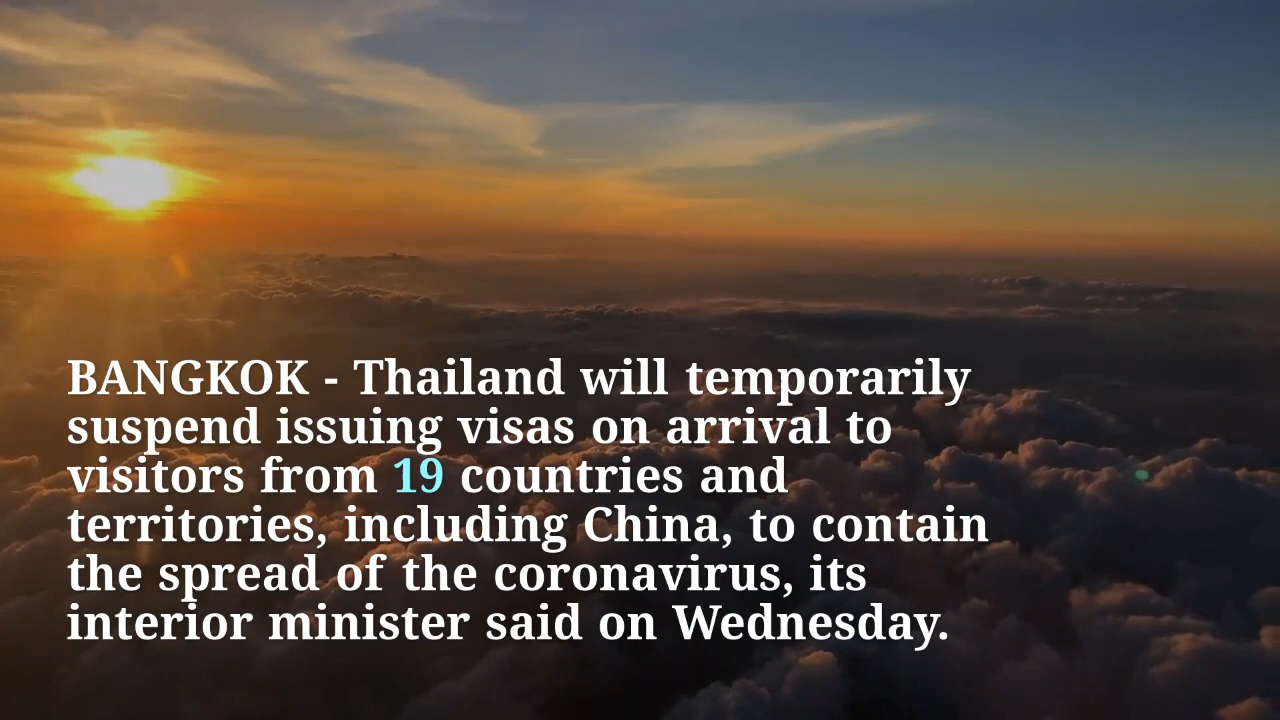 BANGKOK - Thailand will temporarily
suspend issuing visas on arrival to
visitors from 19 countries and
territories, including China, to contain
the spread of the coronavirus, its
interior minister said on Wednesday.